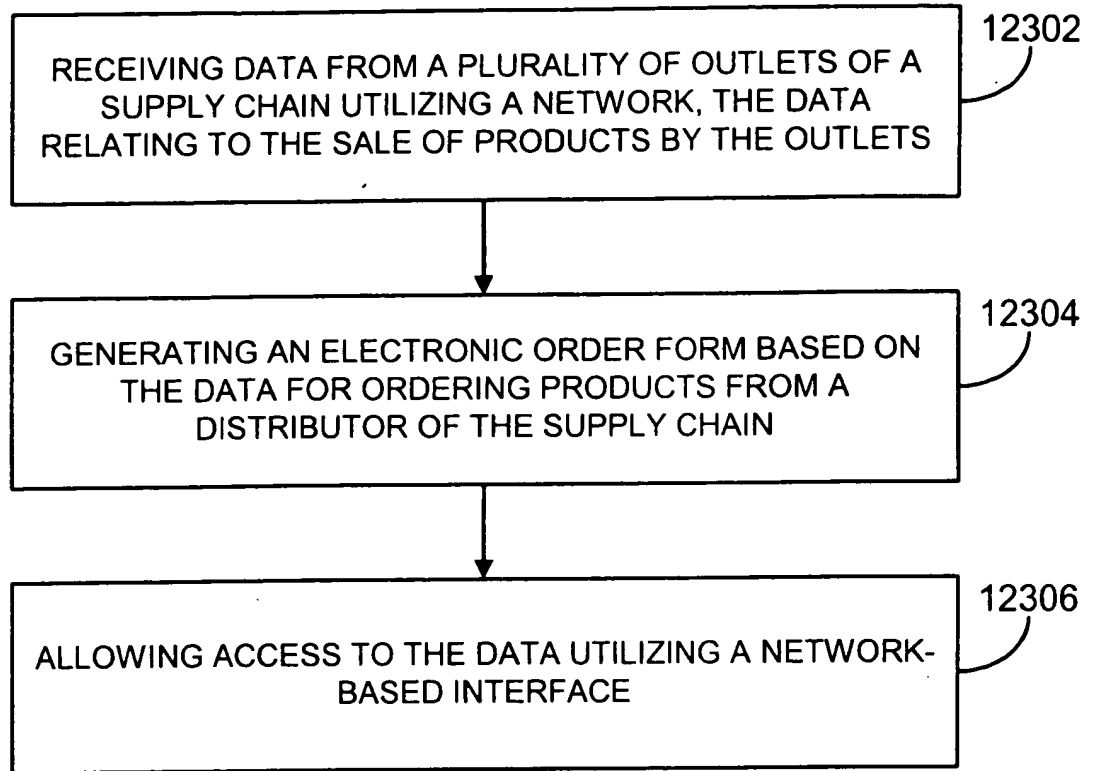 12302
RECEIVING DATA FROM A PLURALITY OF OUTLETS OF A
SUPPLY CHAIN UTILIZING A NETWORK, THE DATA
RELATING TO THE SALE OF PRODUCTS BY THE OUTLETS
12304
GENERATING AN ELECTRONIC ORDER FORM BASED ON
THE DATA FOR ORDERING PRODUCTS FROM A
DISTRIBUTOR OF THE SUPPLY CHAIN
12306
ALLOWING ACCESS TO THE DATA UTILIZING A NETWORK-
BASED INTERFACE